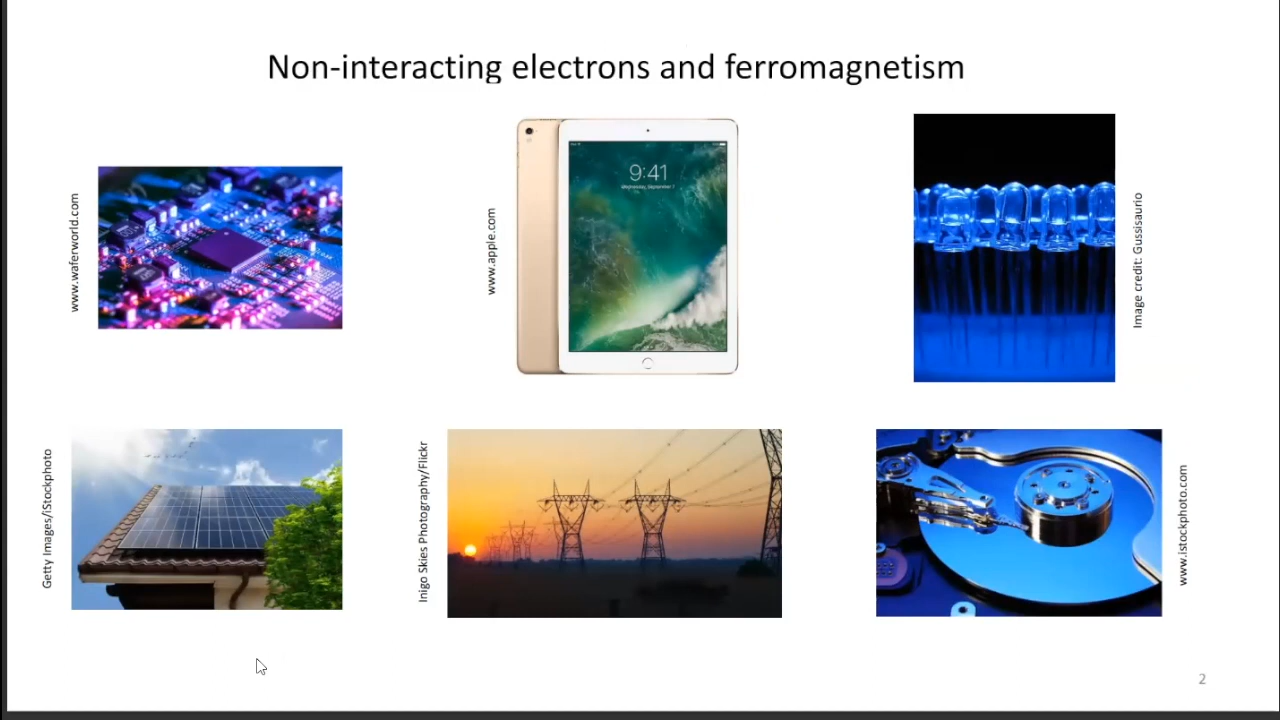 Non-interacting electrons and ferromagnetism
www.waferworld.com
www.apple.com
9:41
Wednesday, September 7
Image credit: Gussisaurio
Getty Images/iStockphoto
Inigo Skies Photography/Flickr
www.istockphoto.com
2